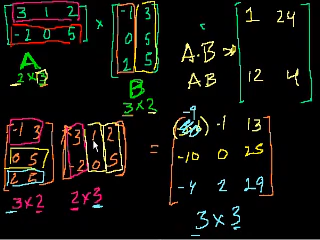 3 1 2 × -1 3 1 24
-2 0 5 0 5 A.B →
A 2 5 AB 12 4
2 × 3 B
3 × 2
-9
-1 3 3 1 2 -1 13
0 5 -2 0 5 = -10 0 25
2 5 -4 2 29
3 × 2 2 × 3 3 × 3